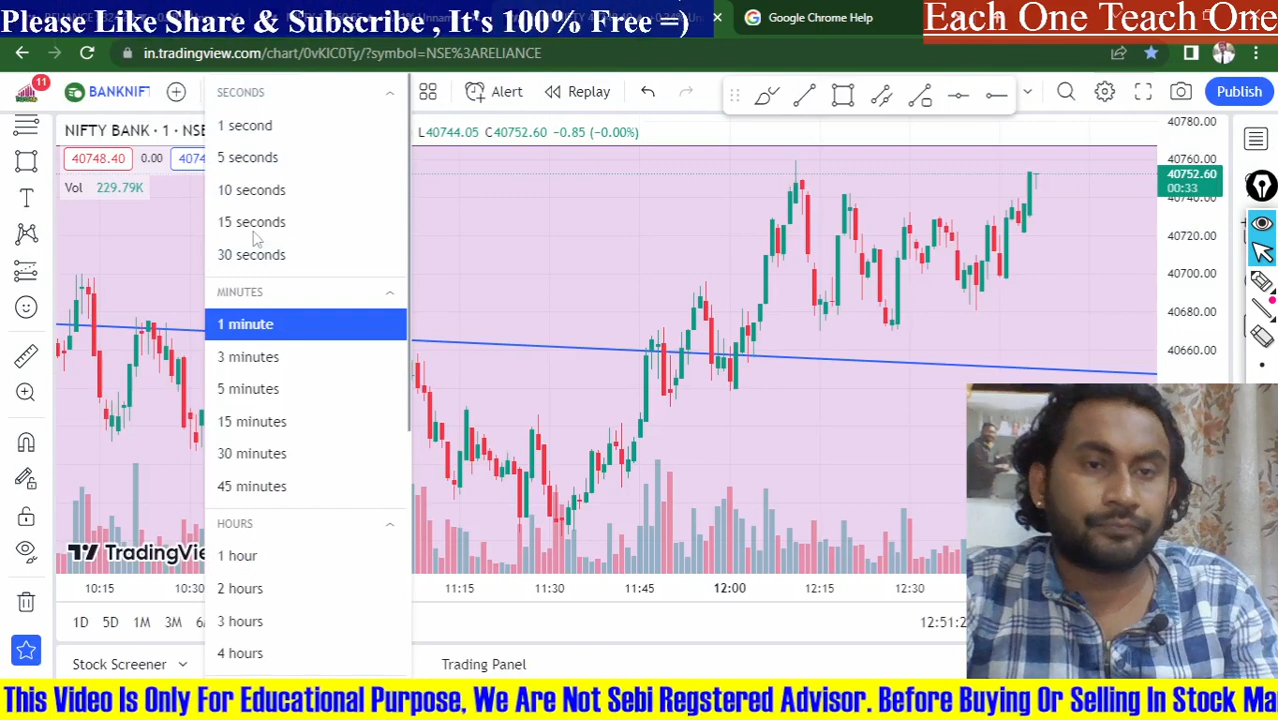 Please Like Share & Subscribe , It's 100% Free =)
Google Chrome Help
Each One Teach One
in.tradingview.com/chart/0vKIC0Ty/?symbol=NSE%3ARELIANCE
11
BANKNIFT
SECONDS
Alert
Replay
Publish
NIFTY BANK · 1 · NSE
L40744.05 C40752.60 −0.85 (−0.00%)
40748.40
0.00
Vol 229.79K
1 second
5 seconds
10 seconds
15 seconds
30 seconds
MINUTES
1 minute
3 minutes
5 minutes
15 minutes
30 minutes
45 minutes
HOURS
1 hour
2 hours
3 hours
4 hours
40780.00
40760.00
40752.60
00:33
40740.00
40720.00
40700.00
40680.00
40660.00
TradingView
10:15
10:30
11:15
11:30
11:45
12:00
12:15
12:30
1D
5D
1M
3M
12:51:2
Stock Screener
Trading Panel
This Video Is Only For Educational Purpose, We Are Not Sebi Regstered Advisor. Before Buying Or Selling In Stock Ma